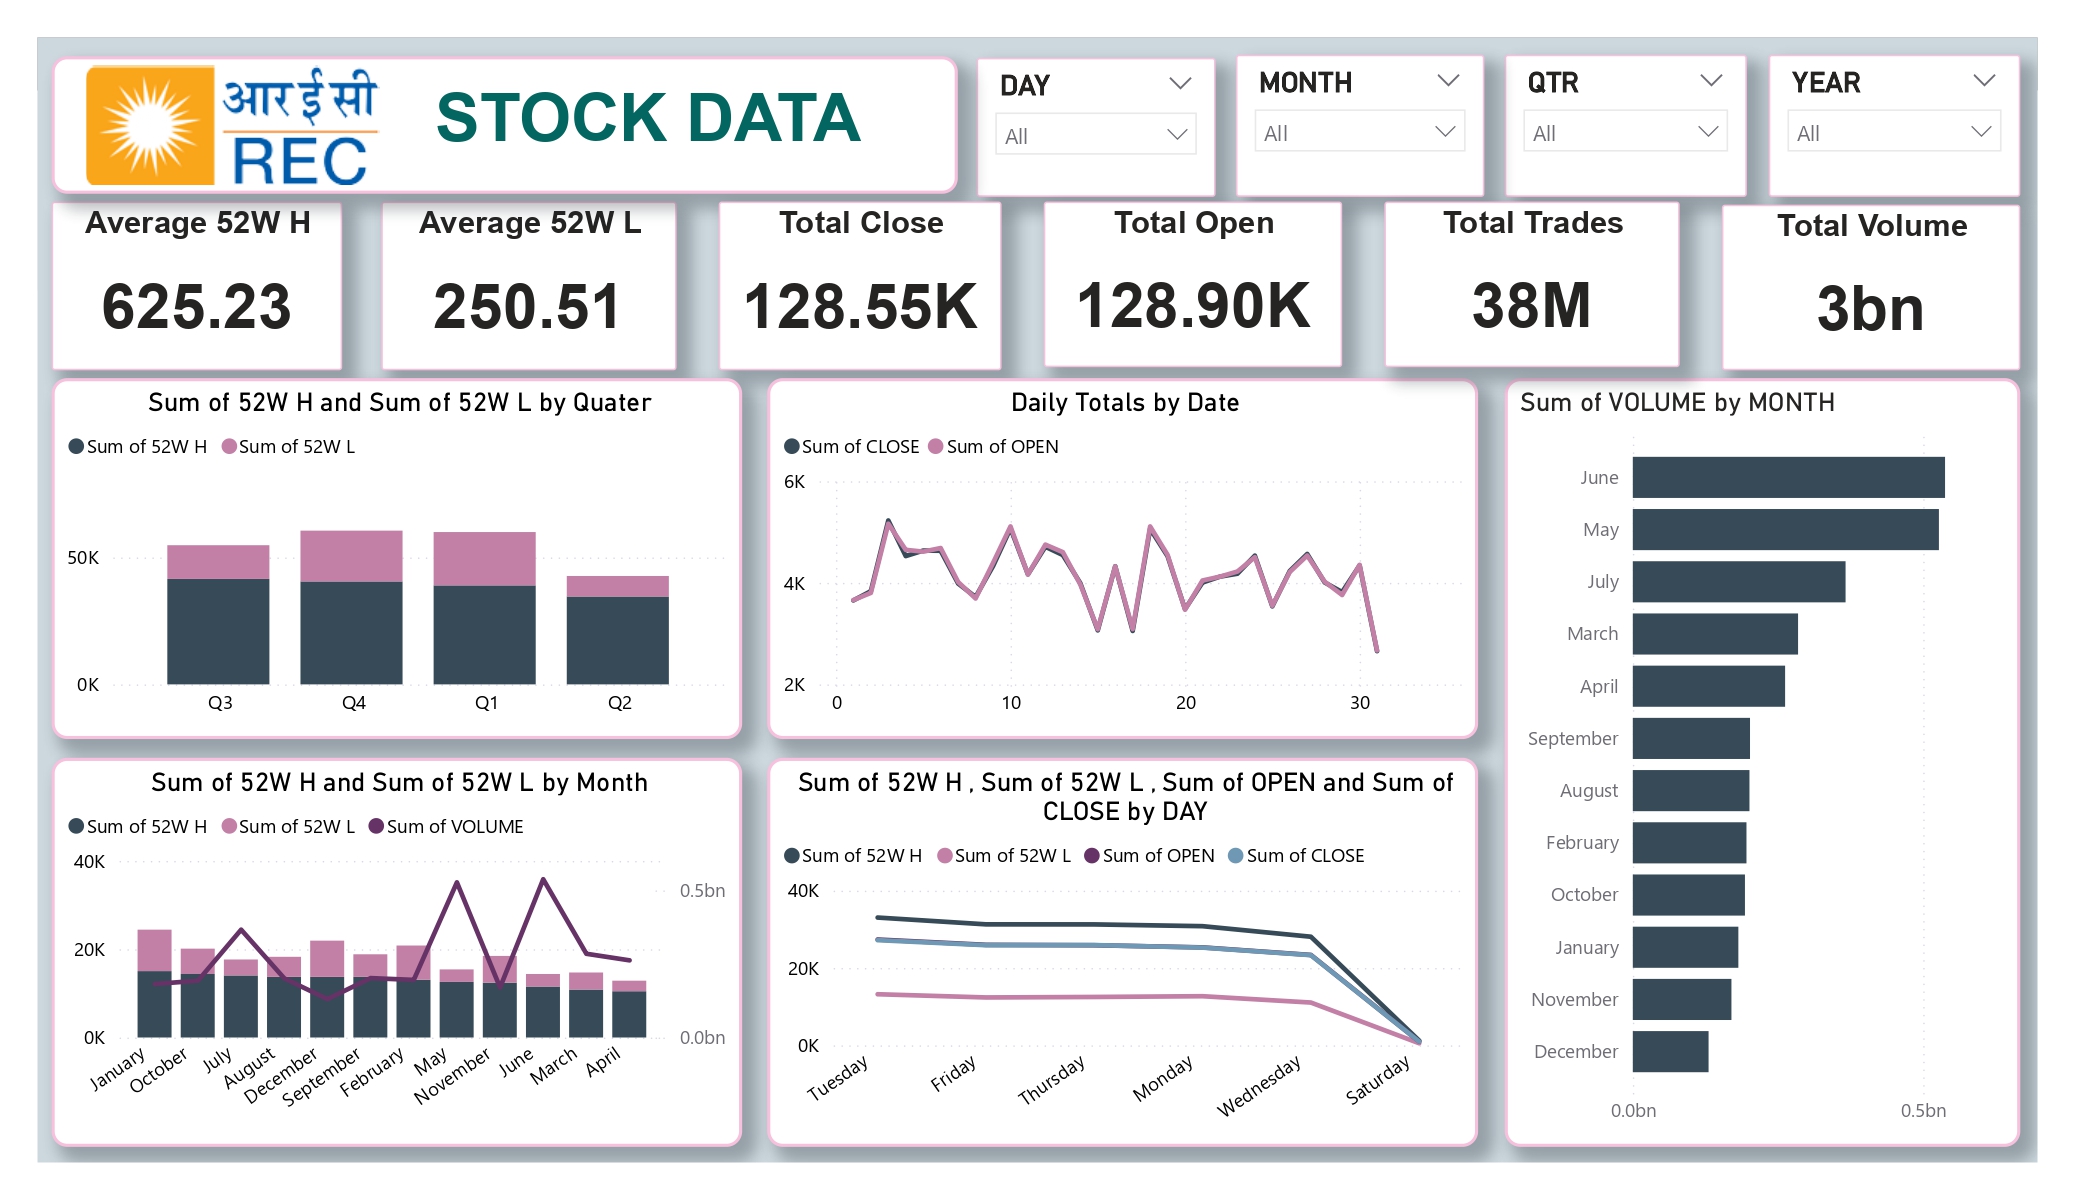 आर ई सी
REC
STOCK DATA
DAY
All
MONTH
All
QTR
All
YEAR
All
Average 52W H
625.23
Average 52W L
250.51
Total Close
128.55K
Total Open
128.90K
Total Trades
38M
Total Volume
3bn
Sum of 52W H and Sum of 52W L by Quater
Sum of 52W H Sum of 52W L
50K
0K
Q3 Q4 Q1 Q2
Daily Totals by Date
Sum of CLOSE Sum of OPEN
6K
4K
2K
0 10 20 30
Sum of VOLUME by MONTH
June
May
July
March
April
September
August
February
October
January
November
December
0.0bn 0.5bn
Sum of 52W H and Sum of 52W L by Month
Sum of 52W H Sum of 52W L Sum of VOLUME
40K
20K
0K
0.5bn
0.0bn
January October July August December September February May November June March April
Sum of 52W H , Sum of 52W L , Sum of OPEN and Sum of
CLOSE by DAY
Sum of 52W H Sum of 52W L Sum of OPEN Sum of CLOSE
40K
20K
0K
Tuesday Friday Thursday Monday Wednesday Saturday